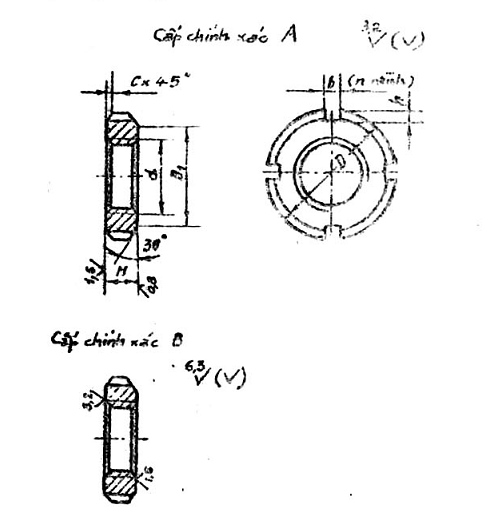 Cấp chính xác A 3,2 (√)
C x 45° b (n rãnh) h
d D1 D
30°
1,6 H 0,8
Cấp chính xác B
6,3 (√)
3,2
1,6